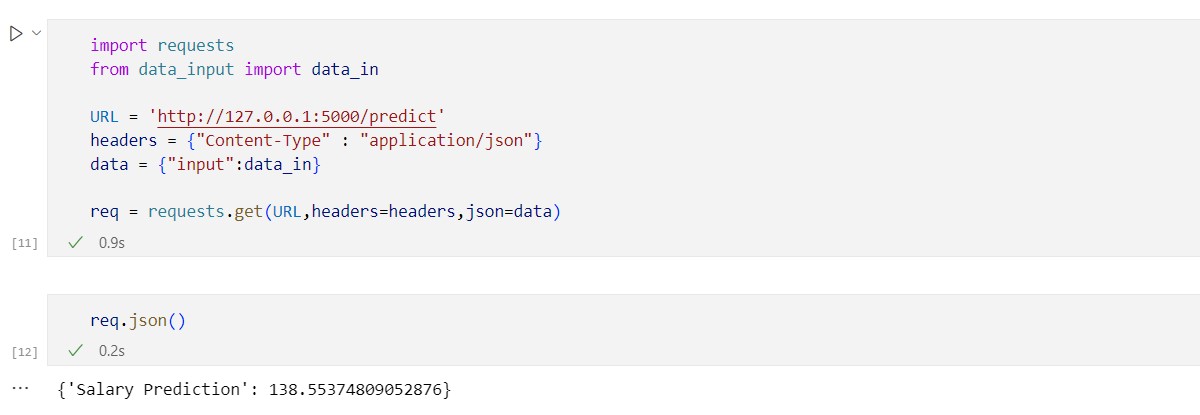 import requests
from data_input import data_in
URL = 'http://127.0.0.1:5000/predict'
headers = {"Content-Type" : "application/json"}
data = {"input":data_in}
req = requests.get(URL,headers=headers,json=data)
[11] 0.9s
req.json()
[12] 0.2s
... {'Salary Prediction': 138.55374809052876}